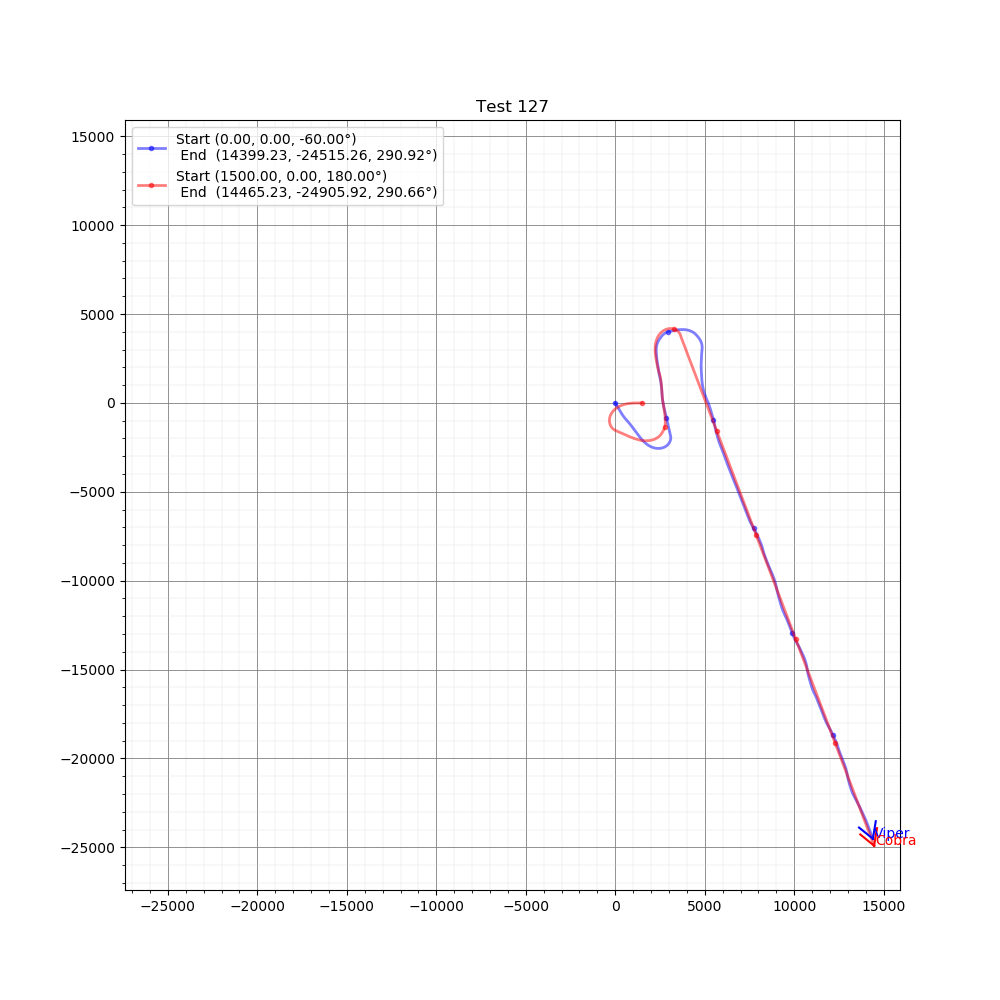 Test 127
Start (0.00, 0.00, -60.00°)
End (14399.23, -24515.26, 290.92°)
Start (1500.00, 0.00, 180.00°)
End (14465.23, -24905.92, 290.66°)
15000
10000
5000
0
−5000
−10000
−15000
−20000
−25000
Viper
Cobra
−25000 −20000 −15000 −10000 −5000 0 5000 10000 15000